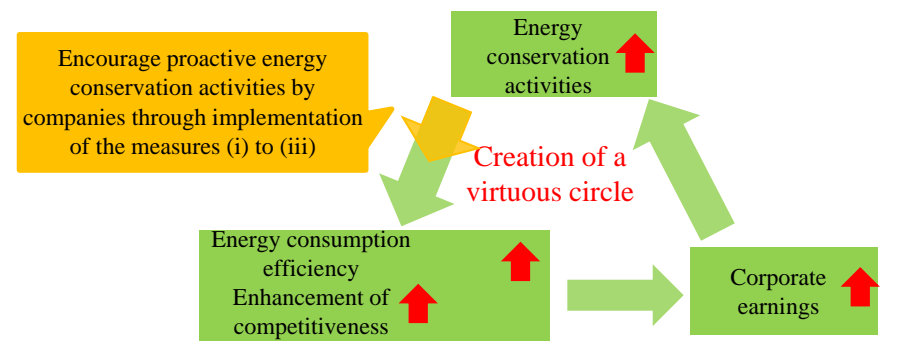 Encourage proactive energy
conservation activities by
companies through implementation
of the measures (i) to (iii)
Energy
conservation
activities
Creation of a
virtuous circle
Energy consumption
efficiency
Enhancement of
competitiveness
Corporate
earnings